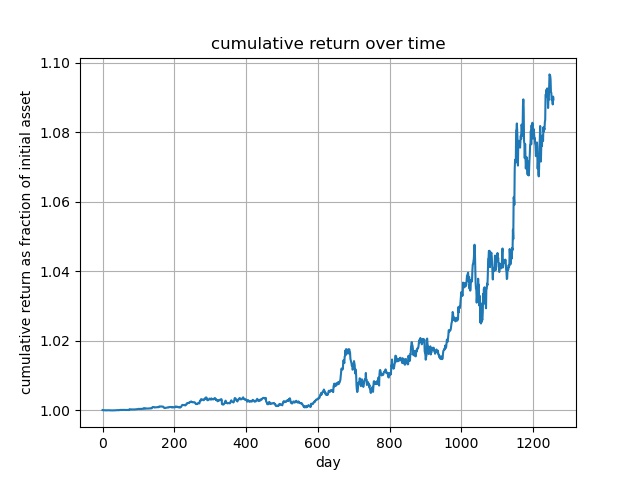 cumulative return over time
cumulative return as fraction of initial asset
1.10
1.08
1.06
1.04
1.02
1.00
0 200 400 600 800 1000 1200
day